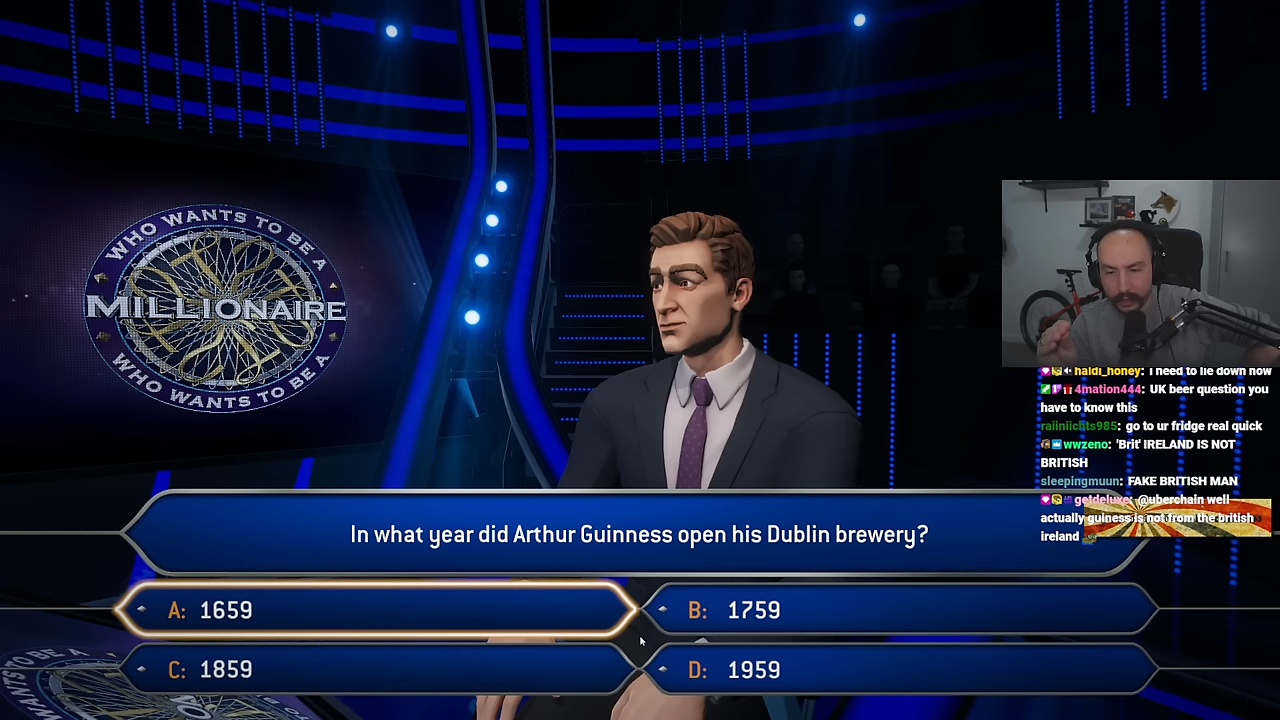 WHO WANTS TO BE A
MILLIONAIRE
WHO WANTS TO BE A
haldi_honey: I need to lie down now
4mation444: UK beer question you
have to know this
raiiniichts985: go to ur fridge real quick
wwzeno: 'Brit' IRELAND IS NOT
BRITISH
sleepingmuun: FAKE BRITISH MAN
getdeluxe: @uberchain well
actually guiness is not from the british
ireland
In what year did Arthur Guinness open his Dublin brewery?
A: 1659
B: 1759
C: 1859
D: 1959